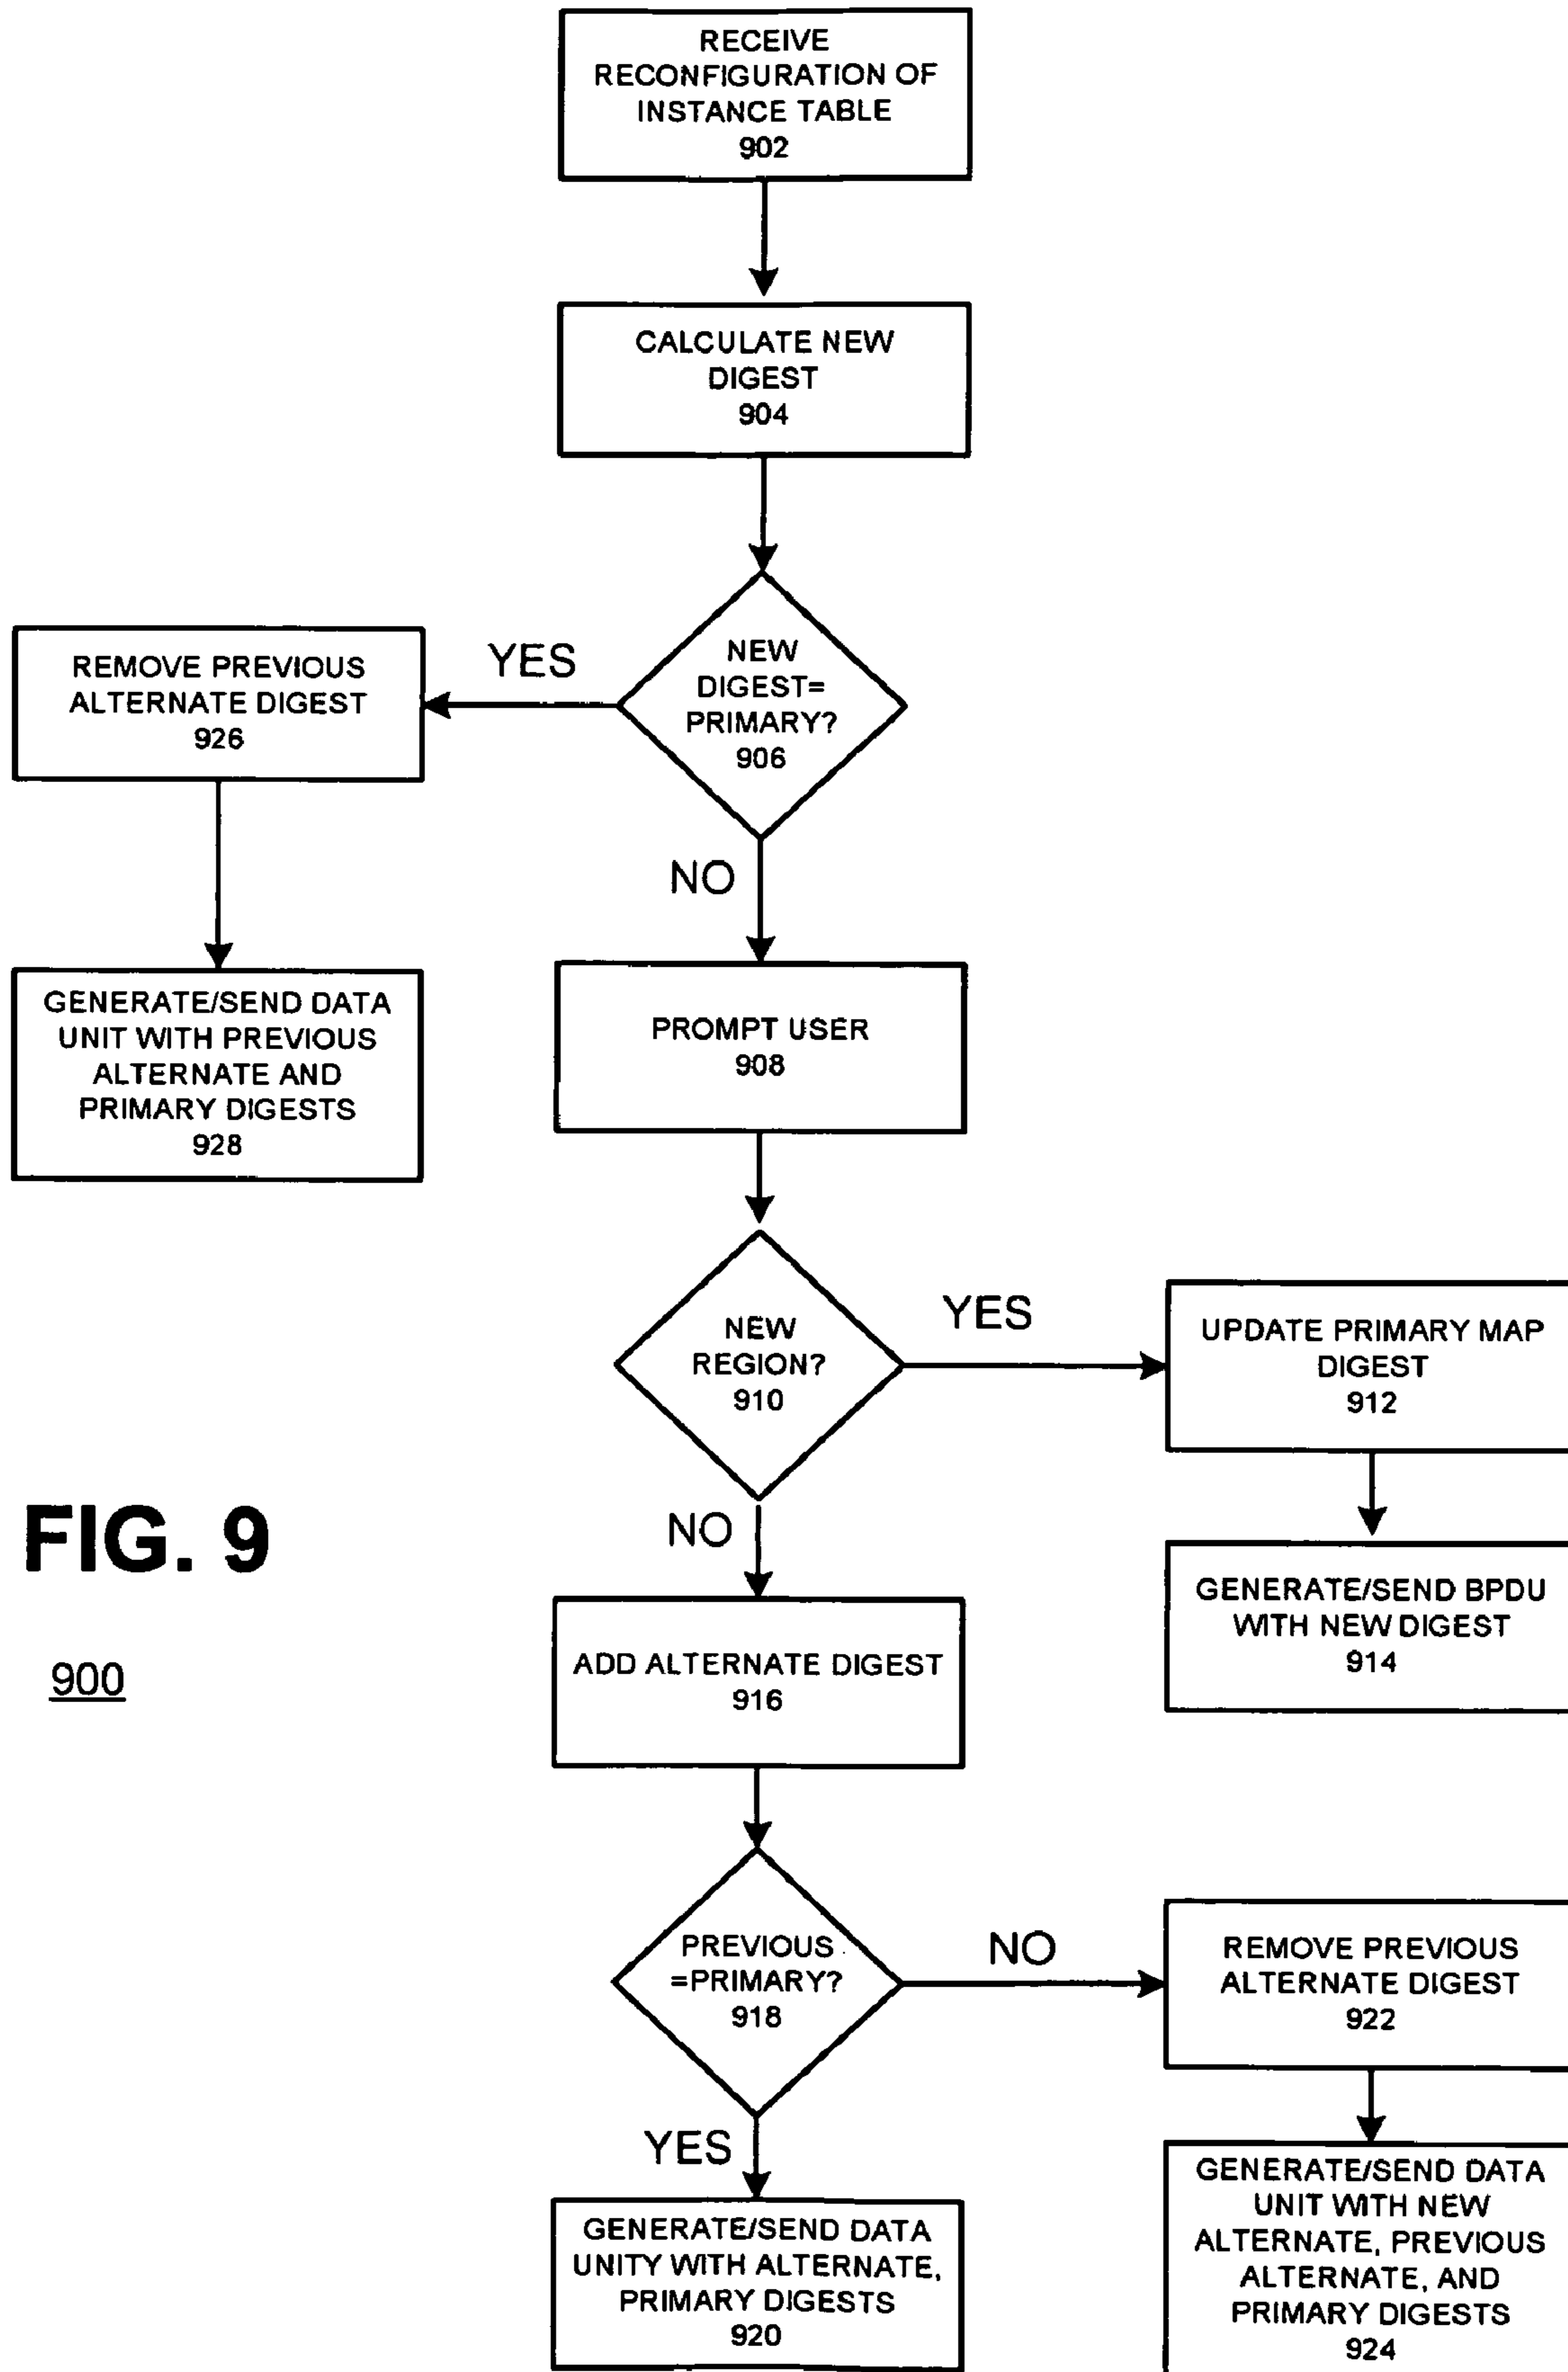 RECEIVE
RECONFIGURATION OF
INSTANCE TABLE
902
CALCULATE NEW
DIGEST
904
NEW
DIGEST=
PRIMARY?
906
YES
REMOVE PREVIOUS
ALTERNATE DIGEST
926
GENERATE/SEND DATA
UNIT WITH PREVIOUS
ALTERNATE AND
PRIMARY DIGESTS
928
NO
PROMPT USER
908
NEW
REGION?
910
YES
UPDATE PRIMARY MAP
DIGEST
912
GENERATE/SEND BPDU
WITH NEW DIGEST
914
NO
FIG. 9
900
ADD ALTERNATE DIGEST
916
PREVIOUS
=PRIMARY?
918
NO
REMOVE PREVIOUS
ALTERNATE DIGEST
922
GENERATE/SEND DATA
UNIT WITH NEW
ALTERNATE, PREVIOUS
ALTERNATE, AND
PRIMARY DIGESTS
924
YES
GENERATE/SEND DATA
UNITY WITH ALTERNATE,
PRIMARY DIGESTS
920